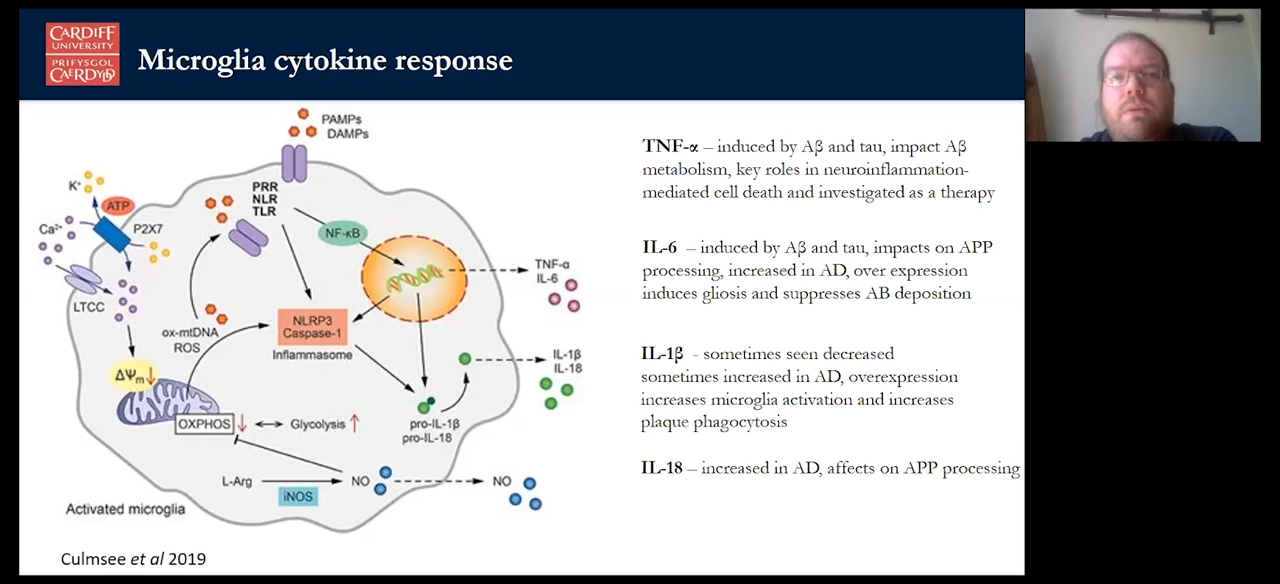 CARDIFF
UNIVERSITY
PRIFYSGOL
CAERDYDD
Microglia cytokine response
PAMPs
DAMPs
K⁺
ATP
Ca²⁺
P2X7
LTCC
PRR
NLR
TLR
NF-κB
TNF-α
IL-6
ox-mtDNA
ROS
NLRP3
Caspase-1
Inflammasome
IL-1β
IL-18
ΔΨm
OXPHOS
Glycolysis
pro-IL-1β
pro-IL-18
L-Arg
iNOS
NO
NO
Activated microglia
Culmsee et al 2019
TNF-α – induced by Aβ and tau, impact Aβ
metabolism, key roles in neuroinflammation-
mediated cell death and investigated as a therapy
IL-6 – induced by Aβ and tau, impacts on APP
processing, increased in AD, over expression
induces gliosis and suppresses AB deposition
IL-1β - sometimes seen decreased
sometimes increased in AD, overexpression
increases microglia activation and increases
plaque phagocytosis
IL-18 – increased in AD, affects on APP processing